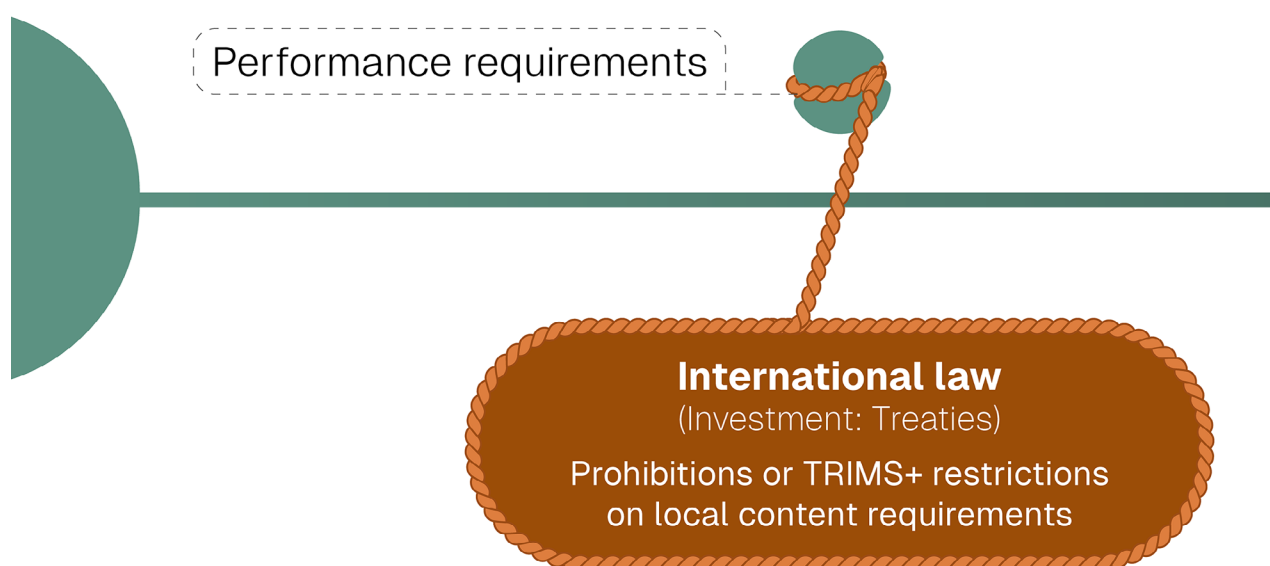 Performance requirements
International law
(Investment: Treaties)
Prohibitions or TRIMS+ restrictions
on local content requirements